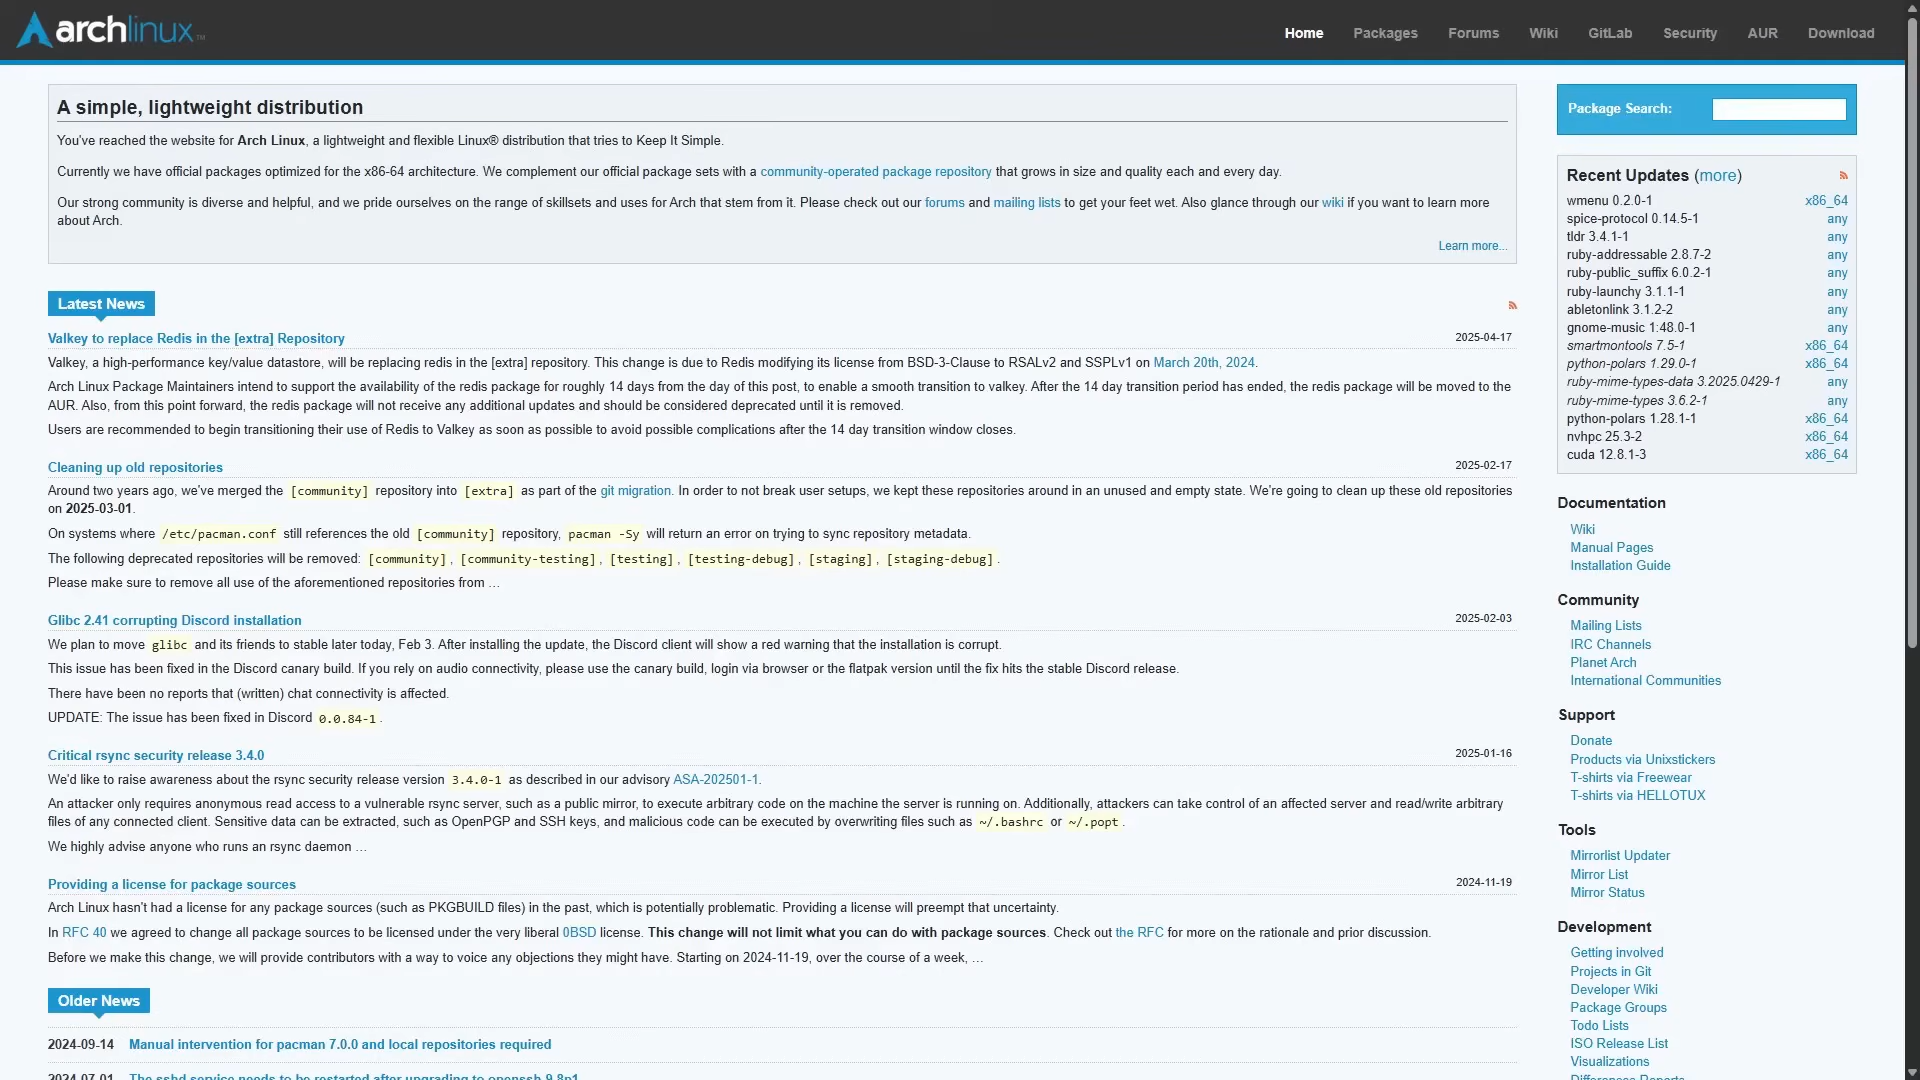 archlinux™
Home Packages Forums Wiki GitLab Security AUR Download
A simple, lightweight distribution
You've reached the website for Arch Linux, a lightweight and flexible Linux® distribution that tries to Keep It Simple.
Currently we have official packages optimized for the x86-64 architecture. We complement our official package sets with a community-operated package repository that grows in size and quality each and every day.
Our strong community is diverse and helpful, and we pride ourselves on the range of skillsets and uses for Arch that stem from it. Please check out our forums and mailing lists to get your feet wet. Also glance through our wiki if you want to learn more
about Arch.
Learn more...
Latest News
Valkey to replace Redis in the [extra] Repository 2025-04-17
Valkey, a high-performance key/value datastore, will be replacing redis in the [extra] repository. This change is due to Redis modifying its license from BSD-3-Clause to RSALv2 and SSPLv1 on March 20th, 2024.
Arch Linux Package Maintainers intend to support the availability of the redis package for roughly 14 days from the day of this post, to enable a smooth transition to valkey. After the 14 day transition period has ended, the redis package will be moved to the
AUR. Also, from this point forward, the redis package will not receive any additional updates and should be considered deprecated until it is removed.
Users are recommended to begin transitioning their use of Redis to Valkey as soon as possible to avoid possible complications after the 14 day transition window closes.
Cleaning up old repositories 2025-02-17
Around two years ago, we've merged the [community] repository into [extra] as part of the git migration. In order to not break user setups, we kept these repositories around in an unused and empty state. We're going to clean up these old repositories
on 2025-03-01.
On systems where /etc/pacman.conf still references the old [community] repository, pacman -Sy will return an error on trying to sync repository metadata.
The following deprecated repositories will be removed: [community], [community-testing], [testing], [testing-debug], [staging], [staging-debug].
Please make sure to remove all use of the aforementioned repositories from …
Glibc 2.41 corrupting Discord installation 2025-02-03
We plan to move glibc and its friends to stable later today, Feb 3. After installing the update, the Discord client will show a red warning that the installation is corrupt.
This issue has been fixed in the Discord canary build. If you rely on audio connectivity, please use the canary build, login via browser or the flatpak version until the fix hits the stable Discord release.
There have been no reports that (written) chat connectivity is affected.
UPDATE: The issue has been fixed in Discord 0.0.84-1.
Critical rsync security release 3.4.0 2025-01-16
We'd like to raise awareness about the rsync security release version 3.4.0-1 as described in our advisory ASA-202501-1.
An attacker only requires anonymous read access to a vulnerable rsync server, such as a public mirror, to execute arbitrary code on the machine the server is running on. Additionally, attackers can take control of an affected server and read/write arbitrary
files of any connected client. Sensitive data can be extracted, such as OpenPGP and SSH keys, and malicious code can be executed by overwriting files such as ~/.bashrc or ~/.popt.
We highly advise anyone who runs an rsync daemon …
Providing a license for package sources 2024-11-19
Arch Linux hasn't had a license for any package sources (such as PKGBUILD files) in the past, which is potentially problematic. Providing a license will preempt that uncertainty.
In RFC 40 we agreed to change all package sources to be licensed under the very liberal 0BSD license. This change will not limit what you can do with package sources. Check out the RFC for more on the rationale and prior discussion.
Before we make this change, we will provide contributors with a way to voice any objections they might have. Starting on 2024-11-19, over the course of a week, …
Older News
2024-09-14 Manual intervention for pacman 7.0.0 and local repositories required
2024-07-01 The sshd service needs to be restarted after upgrading to openssh-9.8p1
Package Search:
Recent Updates (more)
wmenu 0.2.0-1 x86_64
spice-protocol 0.14.5-1 any
tldr 3.4.1-1 any
ruby-addressable 2.8.7-2 any
ruby-public_suffix 6.0.2-1 any
ruby-launchy 3.1.1-1 any
abletonlink 3.1.2-2 any
gnome-music 1:48.0-1 any
smartmontools 7.5-1 x86_64
python-polars 1.29.0-1 x86_64
ruby-mime-types-data 3.2025.0429-1 any
ruby-mime-types 3.6.2-1 any
python-polars 1.28.1-1 x86_64
nvhpc 25.3-2 x86_64
cuda 12.8.1-3 x86_64
Documentation
Wiki
Manual Pages
Installation Guide
Community
Mailing Lists
IRC Channels
Planet Arch
International Communities
Support
Donate
Products via Unixstickers
T-shirts via Freewear
T-shirts via HELLOTUX
Tools
Mirrorlist Updater
Mirror List
Mirror Status
Development
Getting involved
Projects in Git
Developer Wiki
Package Groups
Todo Lists
ISO Release List
Visualizations
Differences Reports